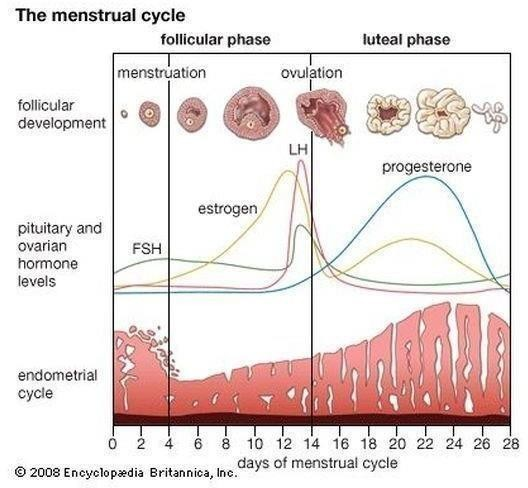 The menstrual cycle
follicular phase
luteal phase
menstruation
ovulation
follicular
development
LH
progesterone
estrogen
pituitary and
ovarian
hormone
levels
FSH
endometrial
cycle
0 2 4 6 8 10 12 14 16 18 20 22 24 26 28
days of menstrual cycle
© 2008 Encyclopædia Britannica, Inc.